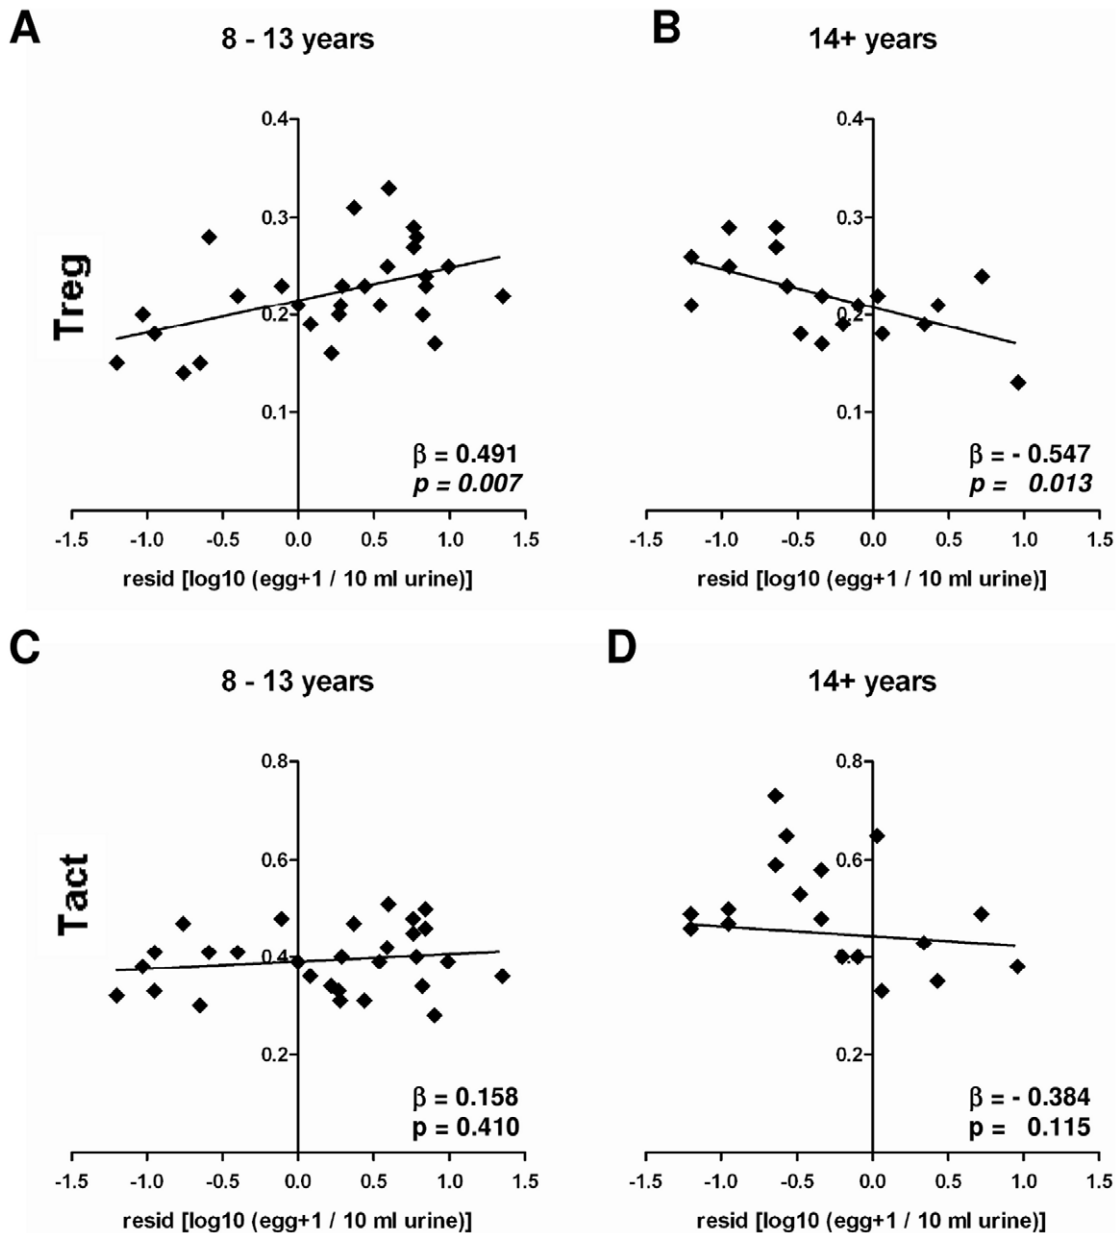 A
8 - 13 years
B
14+ years
Treg
0.4
0.3
0.2
0.1
β = 0.491
p = 0.007
-1.5 -1.0 -0.5 0.0 0.5 1.0 1.5
resid [log10 (egg+1 / 10 ml urine)]
0.4
0.3
0.2
0.1
β = - 0.547
p = 0.013
-1.5 -1.0 -0.5 0.0 0.5 1.0 1.5
resid [log10 (egg+1 / 10 ml urine)]
C
8 - 13 years
D
14+ years
Tact
0.8
0.6
0.4
0.2
β = 0.158
p = 0.410
-1.5 -1.0 -0.5 0.0 0.5 1.0 1.5
resid [log10 (egg+1 / 10 ml urine)]
0.8
0.6
0.4
0.2
β = - 0.384
p = 0.115
-1.5 -1.0 -0.5 0.0 0.5 1.0 1.5
resid [log10 (egg+1 / 10 ml urine)]